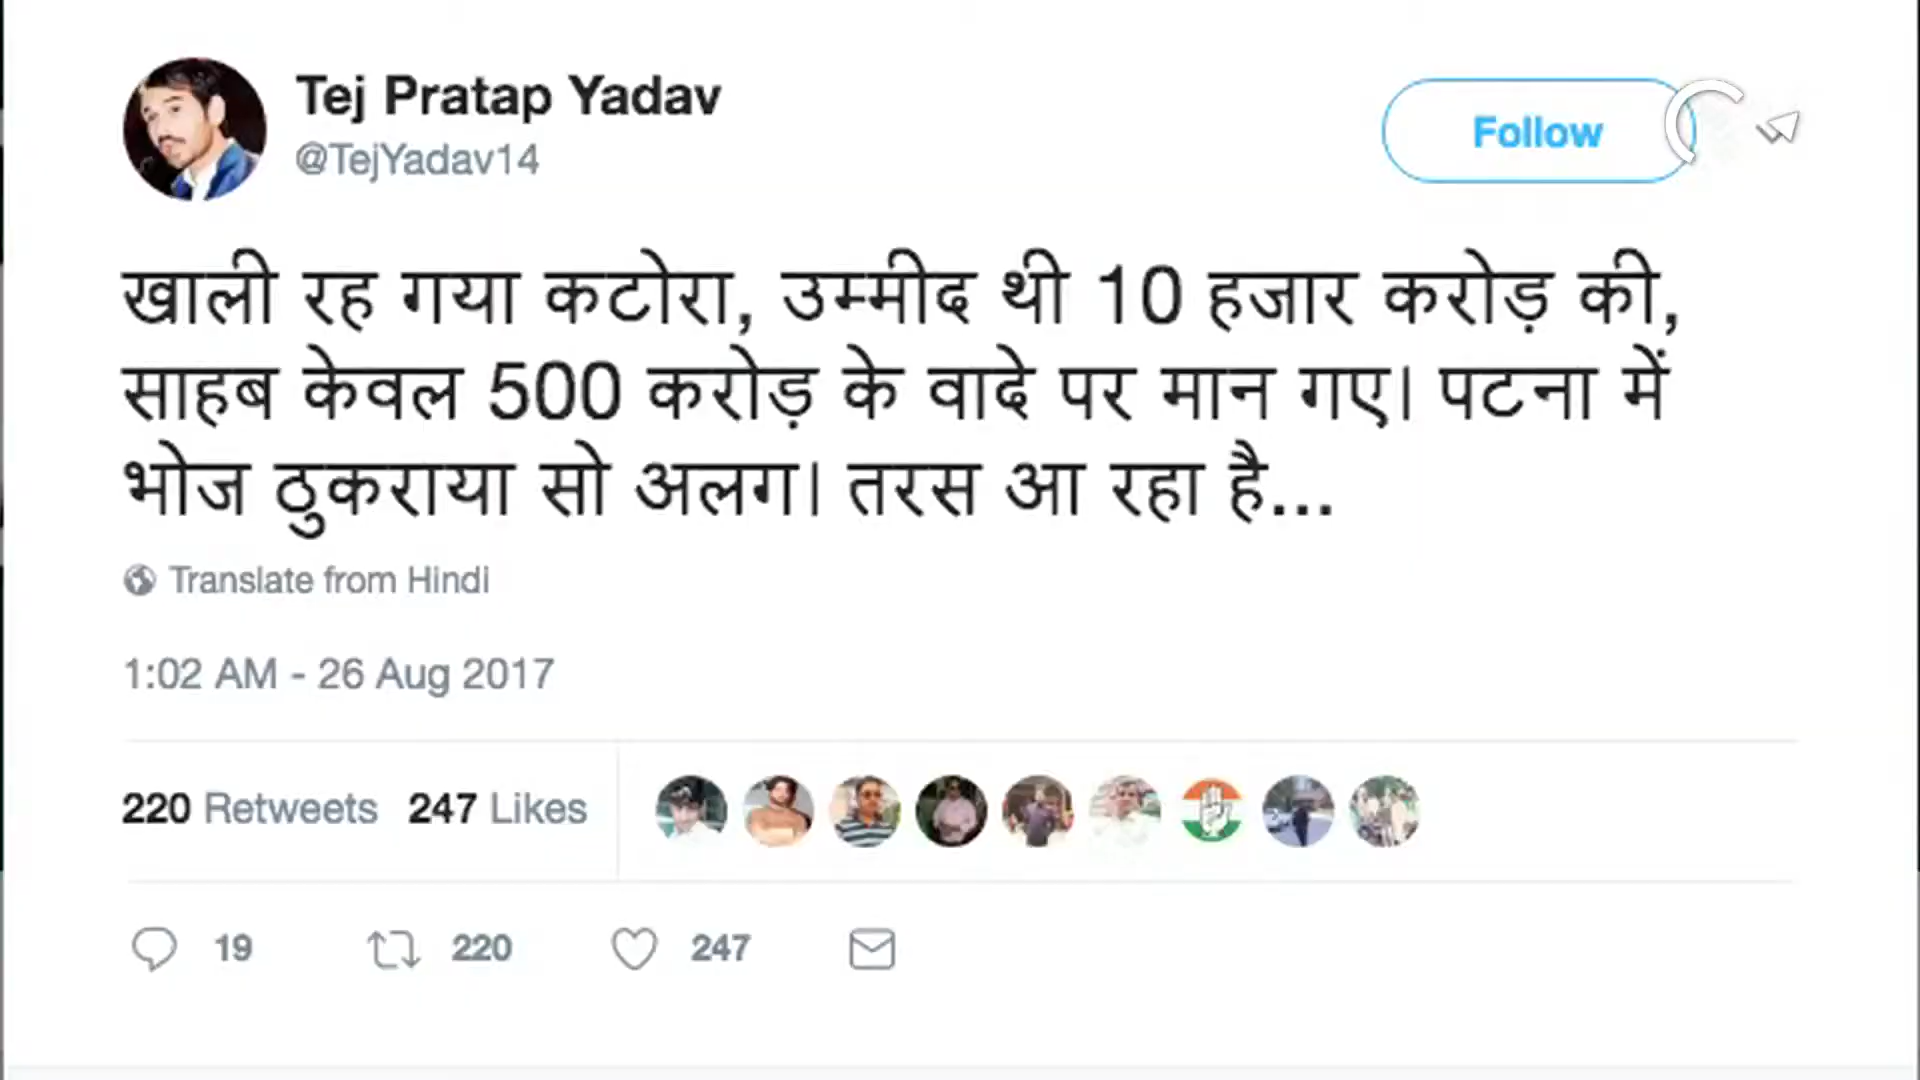 Tej Pratap Yadav
@TejYadav14
Follow
खाली रह गया कटोरा, उम्मीद थी 10 हजार करोड़ की,
साहब केवल 500 करोड़ के वादे पर मान गए। पटना में
भोज ठुकराया सो अलग। तरस आ रहा है...
Translate from Hindi
1:02 AM - 26 Aug 2017
220 Retweets 247 Likes
19 220 247